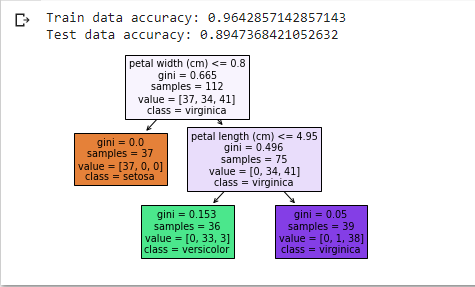 Train data accuracy: 0.9642857142857143
Test data accuracy: 0.8947368421052632
petal width (cm) <= 0.8
gini = 0.665
samples = 112
value = [37, 34, 41]
class = virginica
gini = 0.0
samples = 37
value = [37, 0, 0]
class = setosa
petal length (cm) <= 4.95
gini = 0.496
samples = 75
value = [0, 34, 41]
class = virginica
gini = 0.153
samples = 36
value = [0, 33, 3]
class = versicolor
gini = 0.05
samples = 39
value = [0, 1, 38]
class = virginica